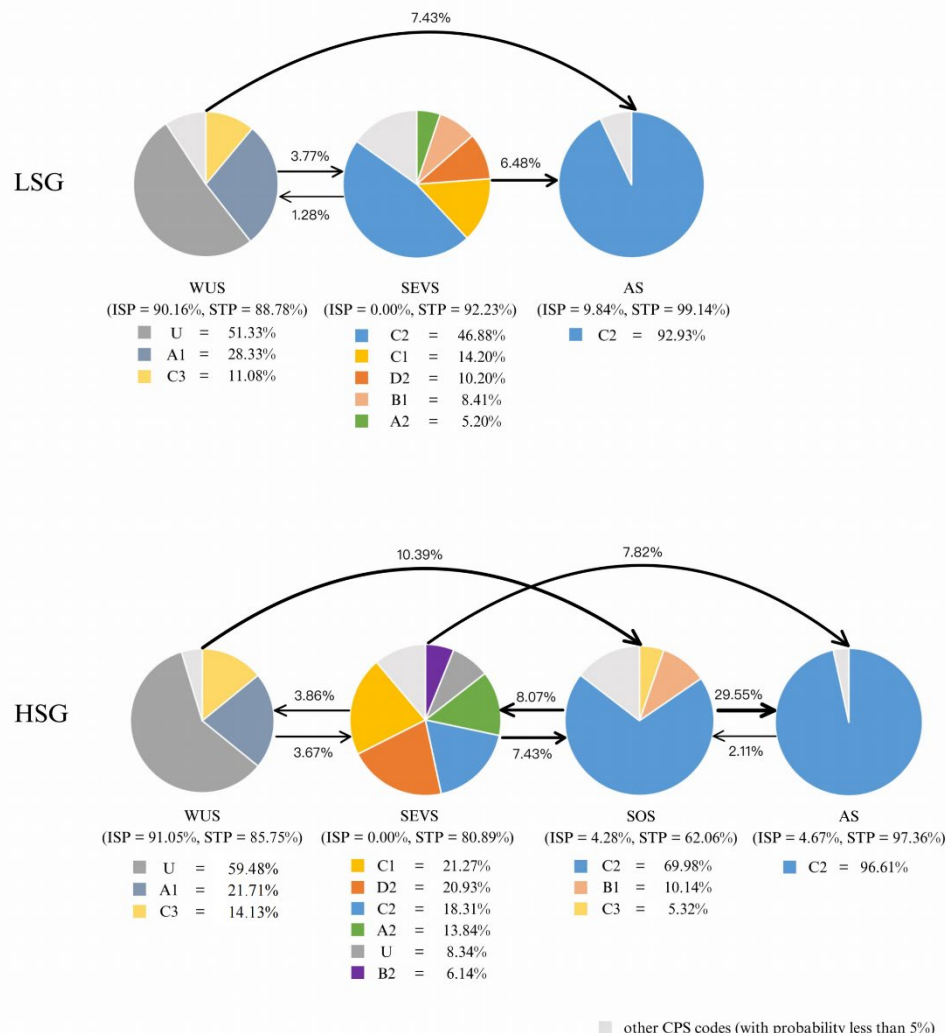 7.43%
LSG
3.77%
1.28%
6.48%
WUS
(ISP = 90.16%, STP = 88.78%)
U = 51.33%
A1 = 28.33%
C3 = 11.08%
SEVS
(ISP = 0.00%, STP = 92.23%)
C2 = 46.88%
C1 = 14.20%
D2 = 10.20%
B1 = 8.41%
A2 = 5.20%
AS
(ISP = 9.84%, STP = 99.14%)
C2 = 92.93%
10.39%
7.82%
HSG
3.86%
3.67%
8.07%
7.43%
29.55%
2.11%
WUS
(ISP = 91.05%, STP = 85.75%)
U = 59.48%
A1 = 21.71%
C3 = 14.13%
SEVS
(ISP = 0.00%, STP = 80.89%)
C1 = 21.27%
D2 = 20.93%
C2 = 18.31%
A2 = 13.84%
U = 8.34%
B2 = 6.14%
SOS
(ISP = 4.28%, STP = 62.06%)
C2 = 69.98%
B1 = 10.14%
C3 = 5.32%
AS
(ISP = 4.67%, STP = 97.36%)
C2 = 96.61%
other CPS codes (with probability less than 5%)